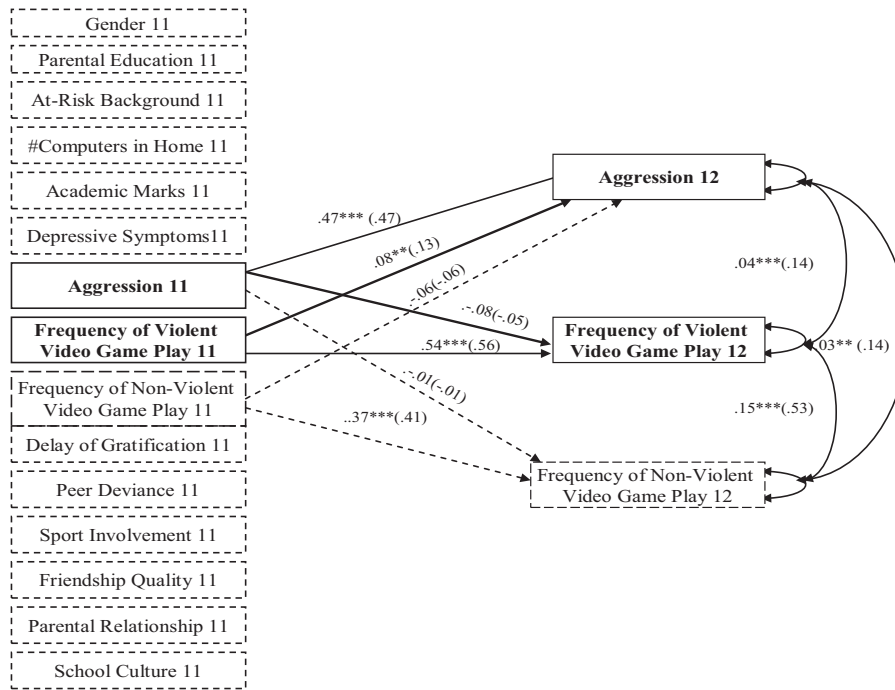 Gender 11
Parental Education 11
At-Risk Background 11
#Computers in Home 11
Academic Marks 11
Depressive Symptoms11
Aggression 11
Frequency of Violent
Video Game Play 11
Frequency of Non-Violent
Video Game Play 11
Delay of Gratification 11
Peer Deviance 11
Sport Involvement 11
Friendship Quality 11
Parental Relationship 11
School Culture 11
.47*** (.47)
.08**(.13)
-.06(-.06)
-.08(-.05)
.54***(.56)
-.01(-.01)
..37***(.41)
Aggression 12
Frequency of Violent
Video Game Play 12
Frequency of Non-Violent
Video Game Play 12
.04***(.14)
.03** (.14)
.15***(.53)